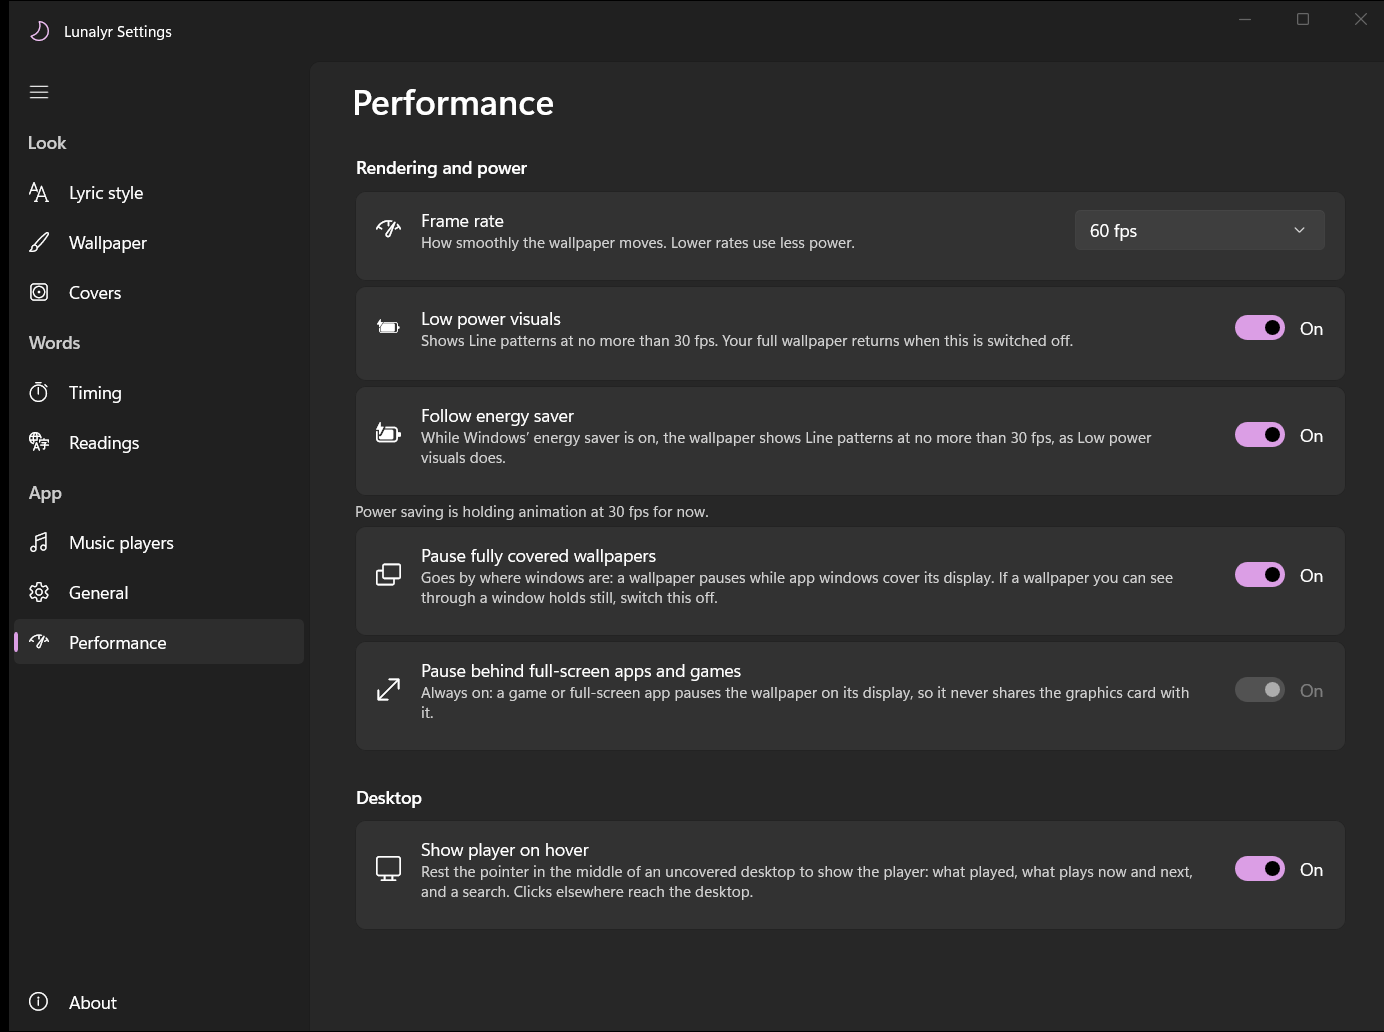 Lunalyr Settings
Look
Lyric style
Wallpaper
Covers
Words
Timing
Readings
App
Music players
General
Performance
About
Performance
Rendering and power
Frame rate
How smoothly the wallpaper moves. Lower rates use less power.
60 fps
Low power visuals
Shows Line patterns at no more than 30 fps. Your full wallpaper returns when this is switched off.
On
Follow energy saver
While Windows’ energy saver is on, the wallpaper shows Line patterns at no more than 30 fps, as Low power
visuals does.
On
Power saving is holding animation at 30 fps for now.
Pause fully covered wallpapers
Goes by where windows are: a wallpaper pauses while app windows cover its display. If a wallpaper you can see
through a window holds still, switch this off.
On
Pause behind full-screen apps and games
Always on: a game or full-screen app pauses the wallpaper on its display, so it never shares the graphics card with
it.
On
Desktop
Show player on hover
Rest the pointer in the middle of an uncovered desktop to show the player: what played, what plays now and next,
and a search. Clicks elsewhere reach the desktop.
On